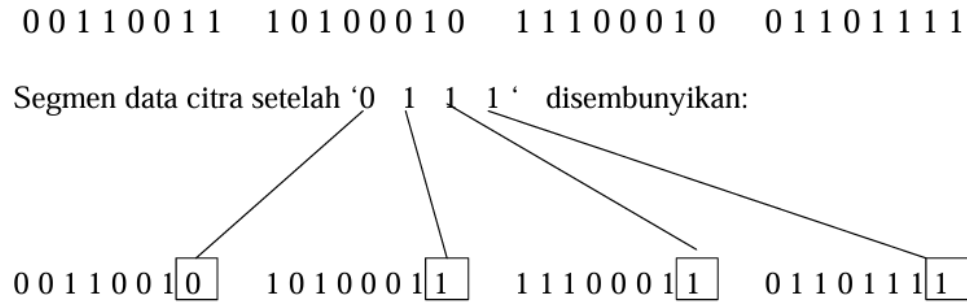 0 0 1 1 0 0 1 1 1 0 1 0 0 0 1 0 1 1 1 0 0 0 1 0 0 1 1 0 1 1 1 1
Segmen data citra setelah ‘0 1 1 1 ‘ disembunyikan:
0 0 1 1 0 0 1 0 1 0 1 0 0 0 1 1 1 1 1 0 0 0 1 1 0 1 1 0 1 1 1 1